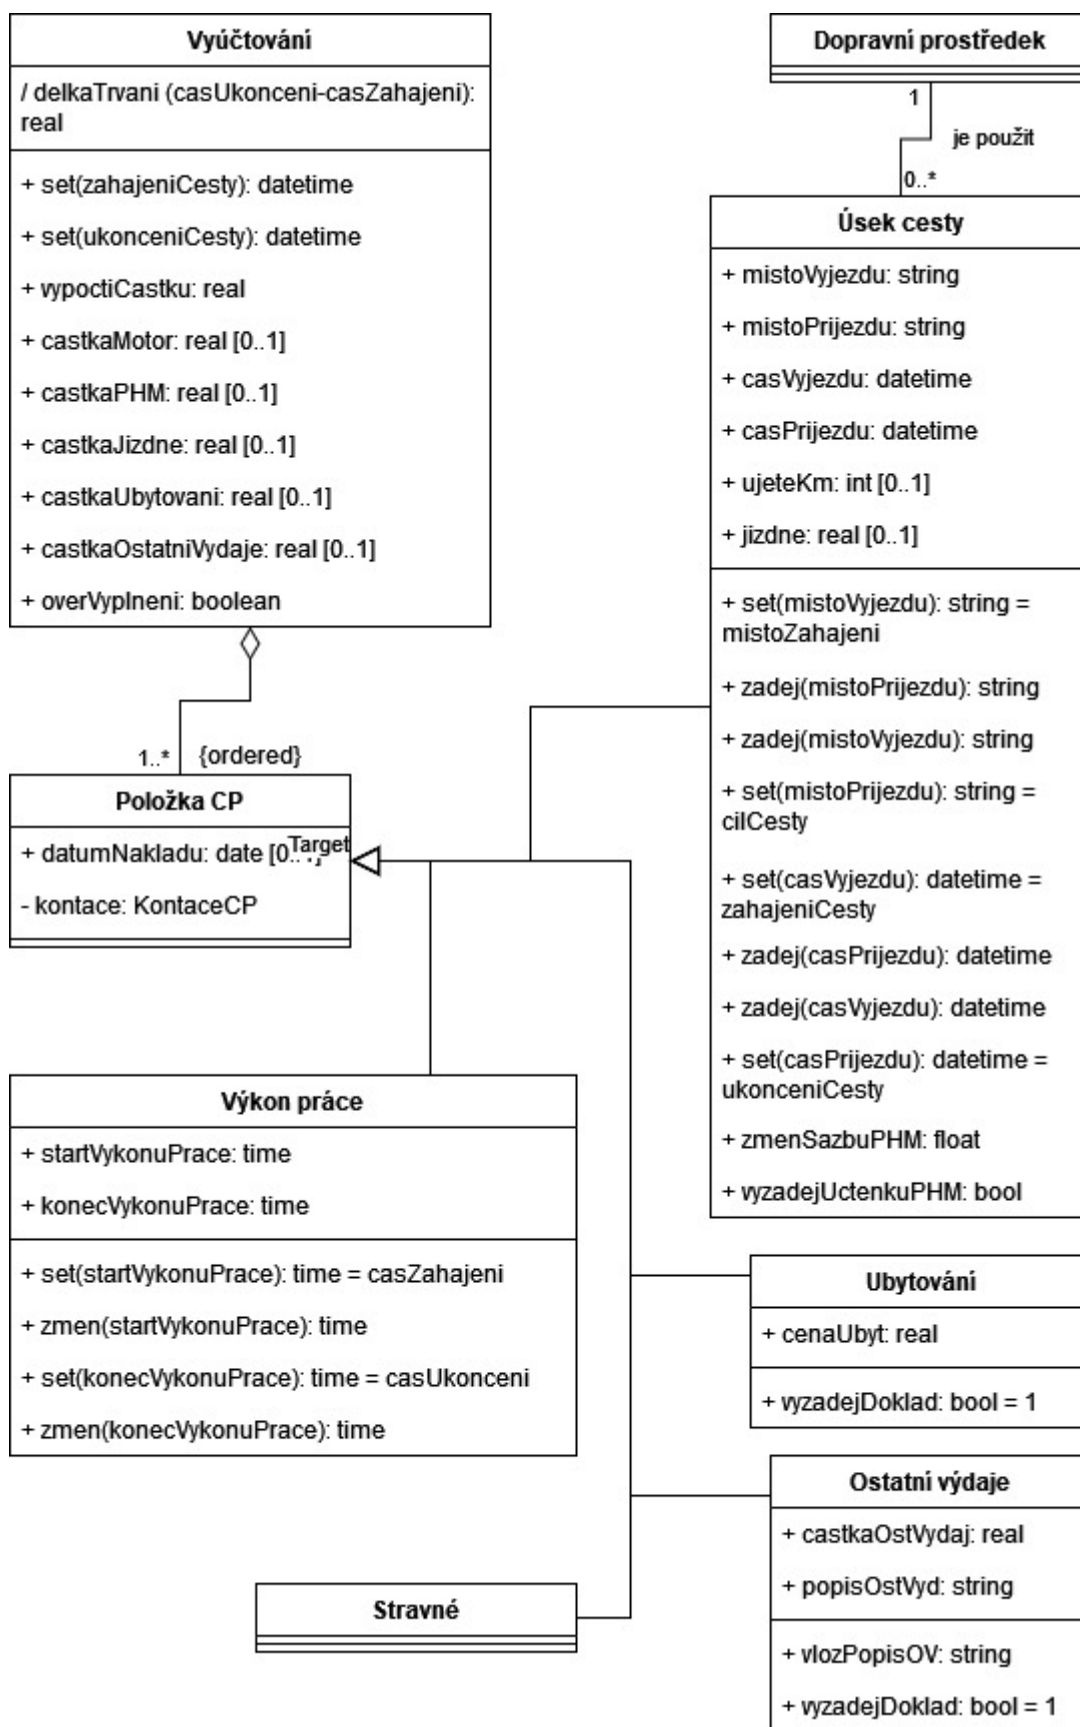 Vyúčtování
/ delkaTrvani (casUkonceni-casZahajeni):
real
+ set(zahajeniCesty): datetime
+ set(ukonceniCesty): datetime
+ vypoctiCastku: real
+ castkaMotor: real [0..1]
+ castkaPHM: real [0..1]
+ castkaJizdne: real [0..1]
+ castkaUbytovani: real [0..1]
+ castkaOstatniVydaje: real [0..1]
+ overVyplneni: boolean
1..*
{ordered}
Položka CP
+ datumNakladu: date [0..1]
Target
- kontace: KontaceCP
Výkon práce
+ startVykonuPrace: time
+ konecVykonuPrace: time
+ set(startVykonuPrace): time = casZahajeni
+ zmen(startVykonuPrace): time
+ set(konecVykonuPrace): time = casUkonceni
+ zmen(konecVykonuPrace): time
Stravné
Dopravní prostředek
1
je použit
0..*
Úsek cesty
+ mistoVyjezdu: string
+ mistoPrijezdu: string
+ casVyjezdu: datetime
+ casPrijezdu: datetime
+ ujeteKm: int [0..1]
+ jizdne: real [0..1]
+ set(mistoVyjezdu): string =
mistoZahajeni
+ zadej(mistoPrijezdu): string
+ zadej(mistoVyjezdu): string
+ set(mistoPrijezdu): string =
cilCesty
+ set(casVyjezdu): datetime =
zahajeniCesty
+ zadej(casPrijezdu): datetime
+ zadej(casVyjezdu): datetime
+ set(casPrijezdu): datetime =
ukonceniCesty
+ zmenSazbuPHM: float
+ vyzadejUctenkuPHM: bool
Ubytování
+ cenaUbyt: real
+ vyzadejDoklad: bool = 1
Ostatní výdaje
+ castkaOstVydaj: real
+ popisOstVyd: string
+ vlozPopisOV: string
+ vyzadejDoklad: bool = 1